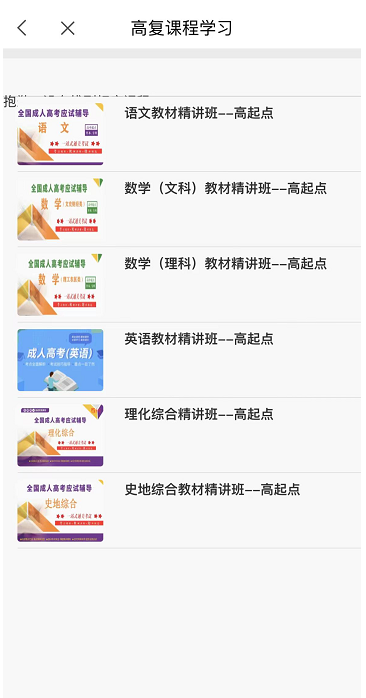 高复课程学习
抱
全国成人高考应试辅导
语 文
语文教材精讲班--高起点
全国成人高考应试辅导
数 学
数学（文科）教材精讲班--高起点
全国成人高考应试辅导
数 学
数学（理科）教材精讲班--高起点
成人高考(英语)
英语教材精讲班--高起点
全国成人高考应试辅导
理化综合
理化综合精讲班--高起点
全国成人高考应试辅导
史地综合
史地综合教材精讲班--高起点